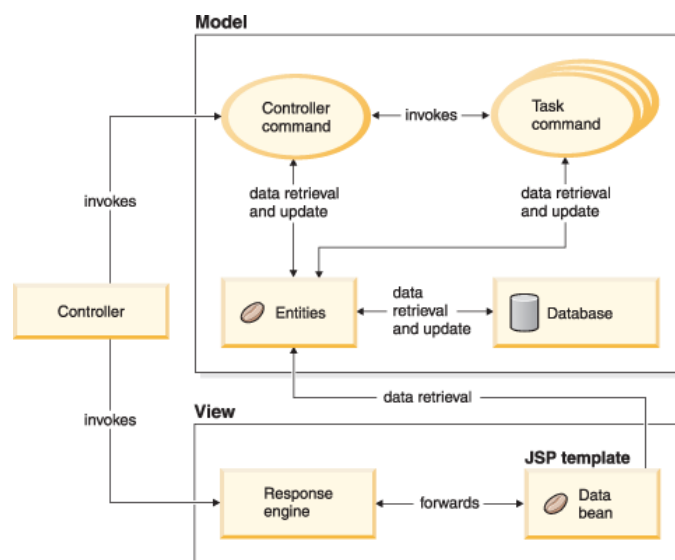 Model
Controller
command
invokes
Task
command
invokes
data retrieval
and update
data retrieval
and update
Controller
Entities
data
retrieval
and update
Database
data retrieval
View
invokes
JSP template
Response
engine
forwards
Data
bean